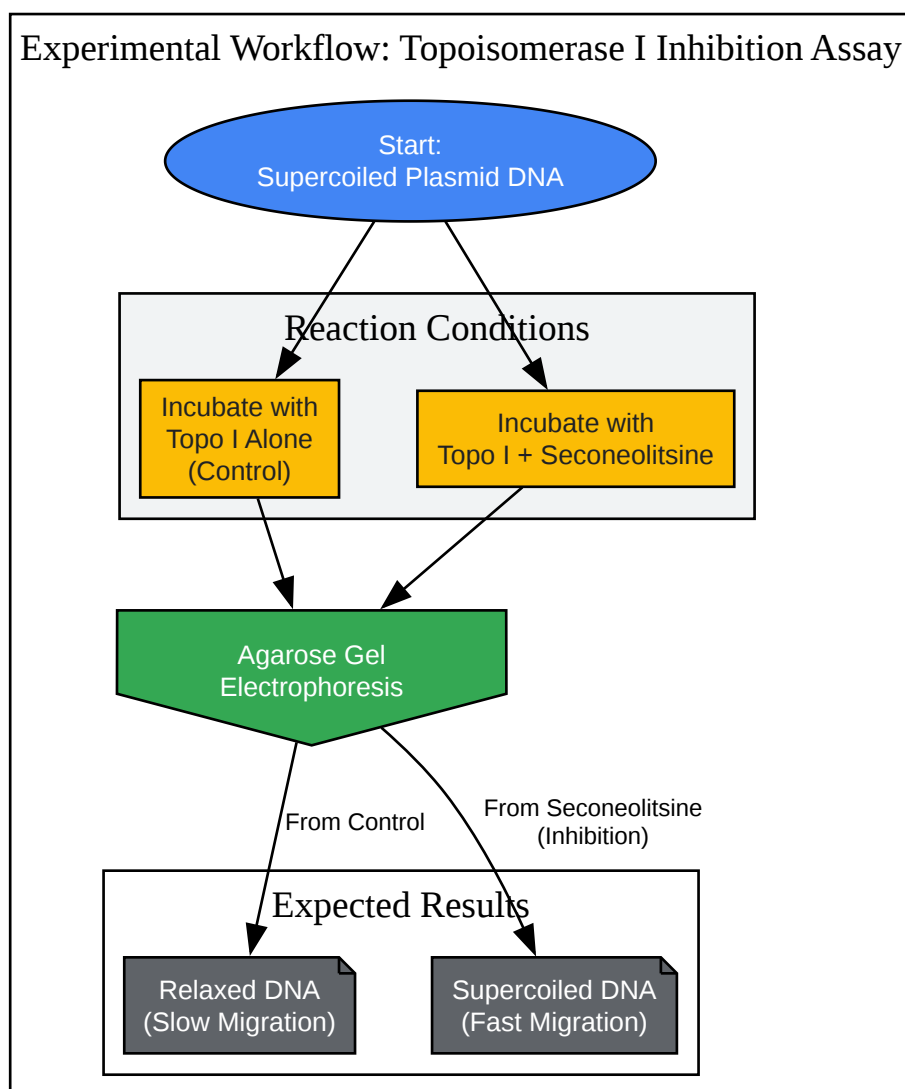 Experimental Workflow: Topoisomerase I Inhibition Assay
Start:
Supercoiled Plasmid DNA
Reaction Conditions
Incubate with
Topo I Alone
(Control)
Incubate with
Topo I + Seconeolitsine
Agarose Gel
Electrophoresis
From Control
From Seconeolitsine
(Inhibition)
Expected Results
Relaxed DNA
(Slow Migration)
Supercoiled DNA
(Fast Migration)